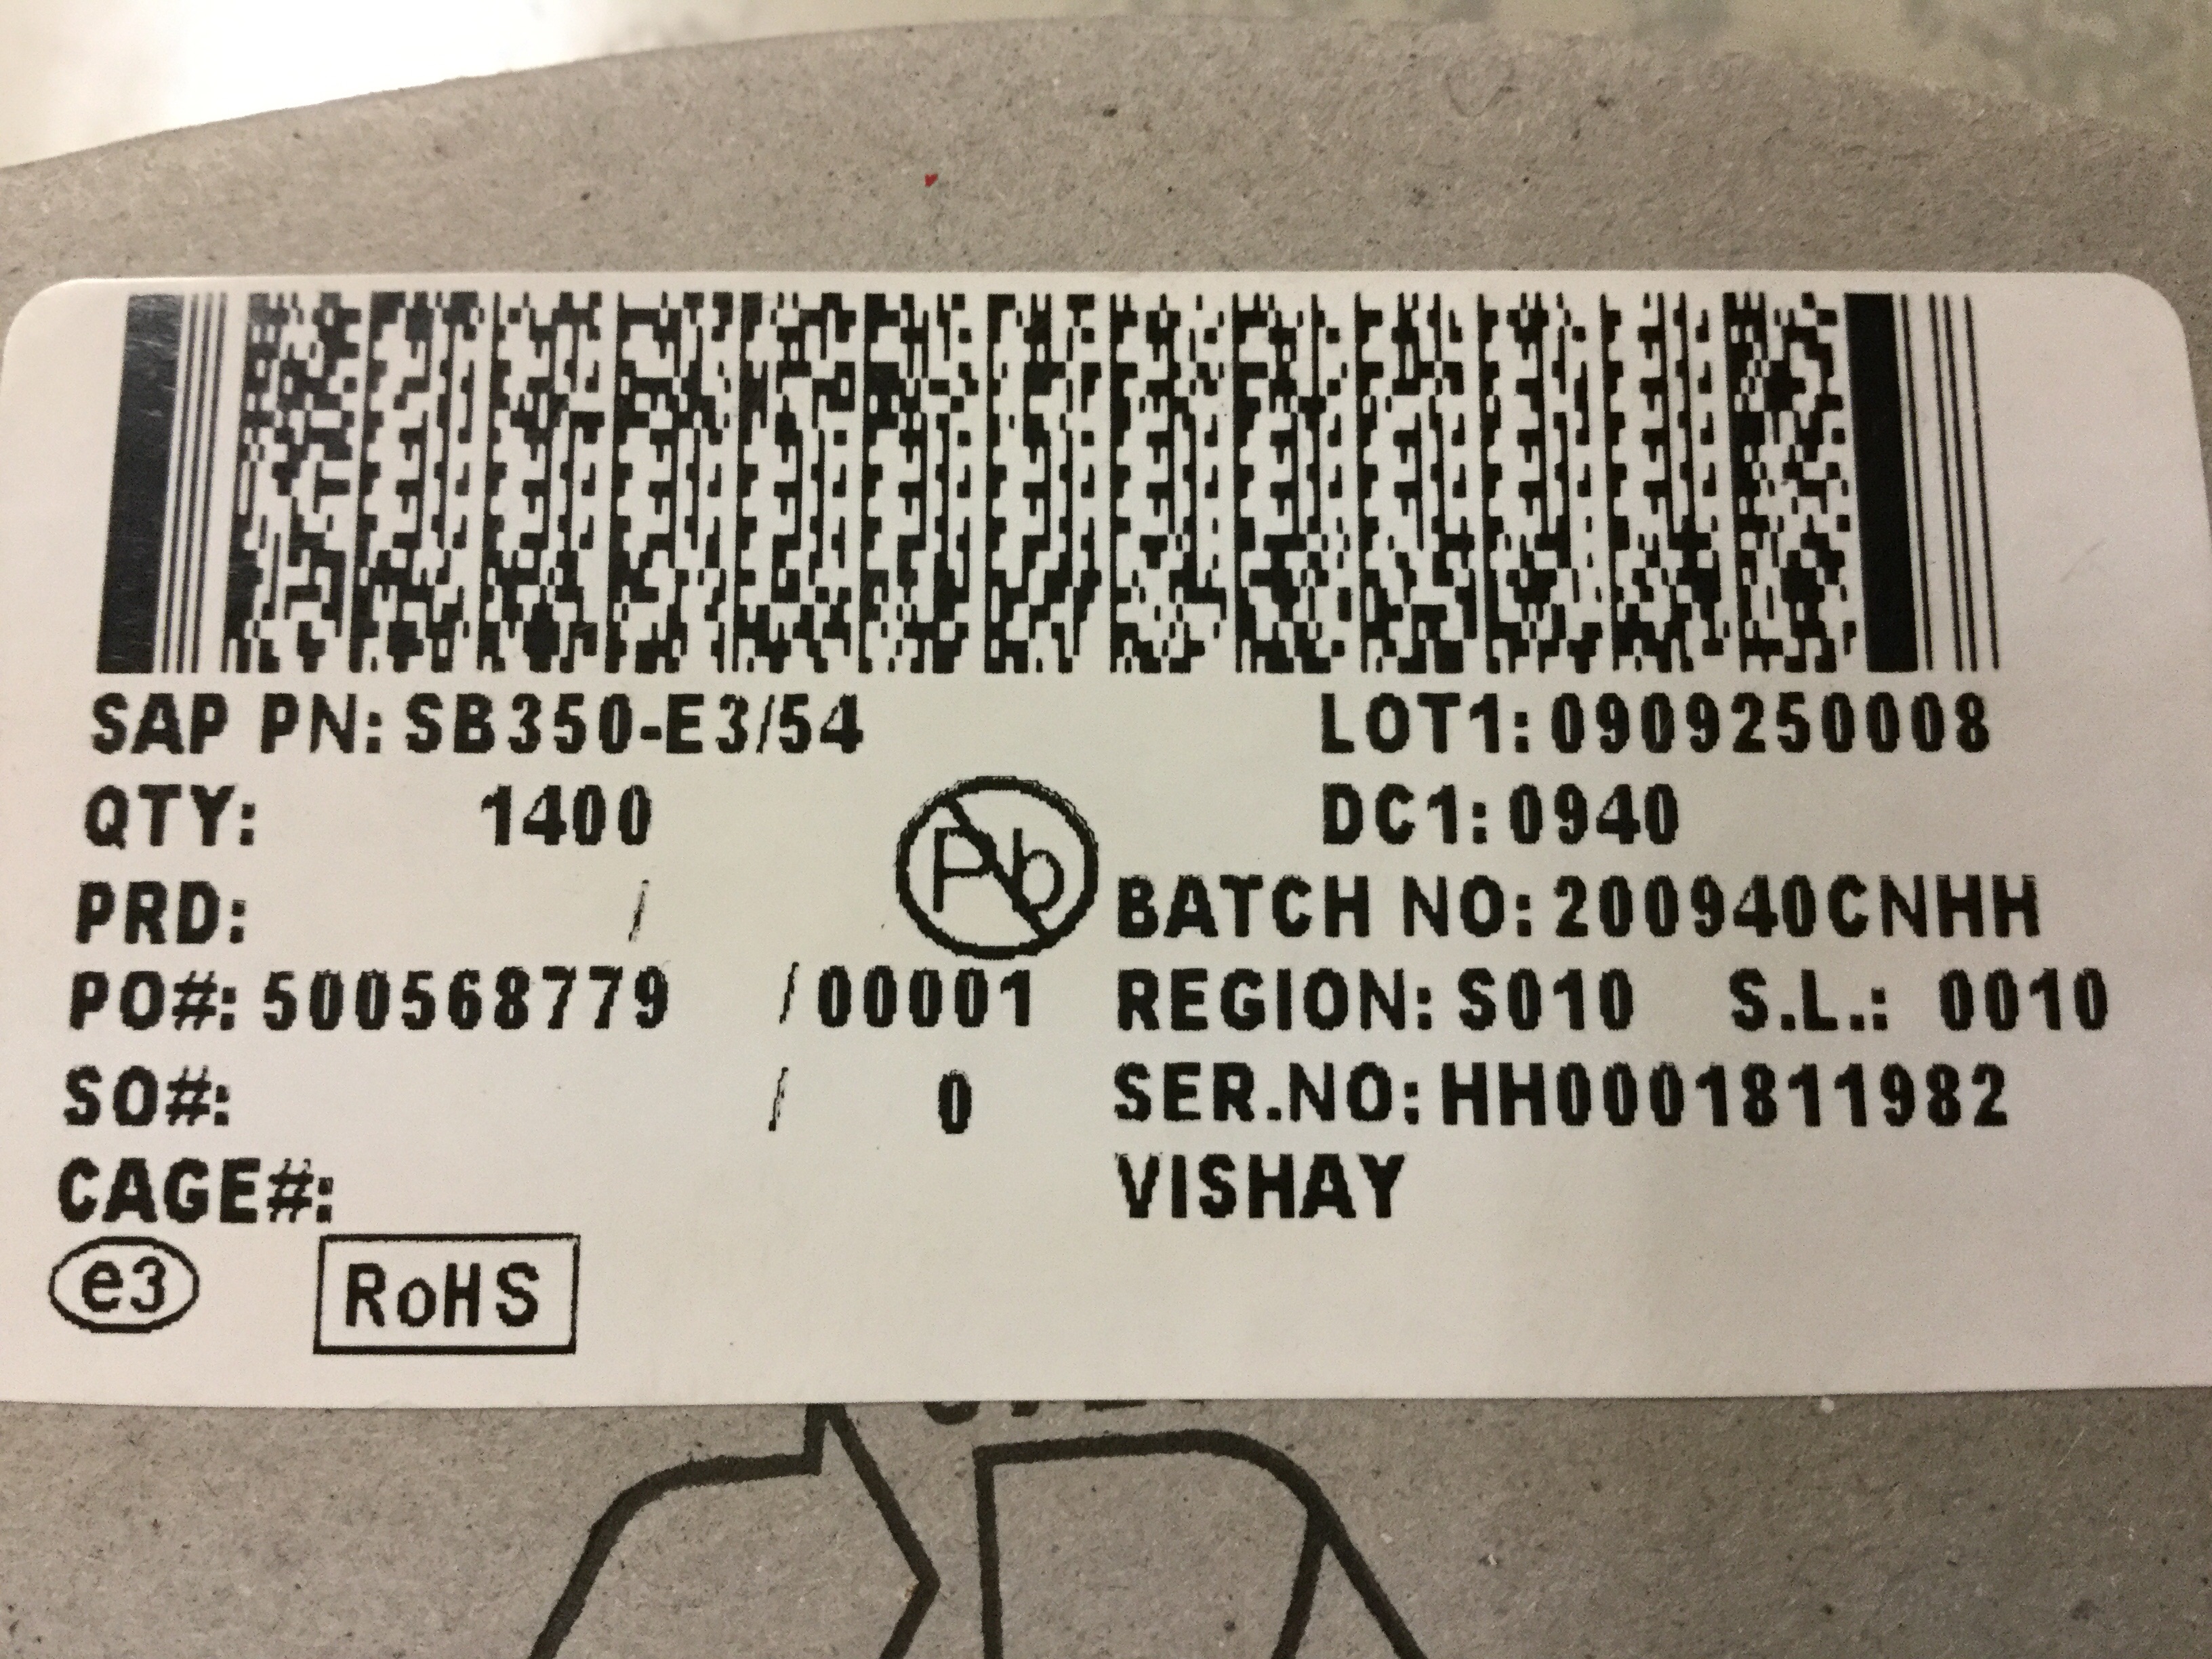 SAP PN: SB350-E3/54 LOT1: 0909250008
QTY: 1400 DC1: 0940
Pb
PRD: / BATCH NO: 200940CNHH
PO#: 500568779 /00001 REGION: S010 S.L.: 0010
SO#: / 0 SER.NO: HH0001811982
CAGE#: VISHAY
e3 RoHS